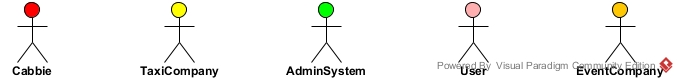 Powered By Visual Paradigm Community Edition
Cabbie TaxiCompany AdminSystem User EventCompany